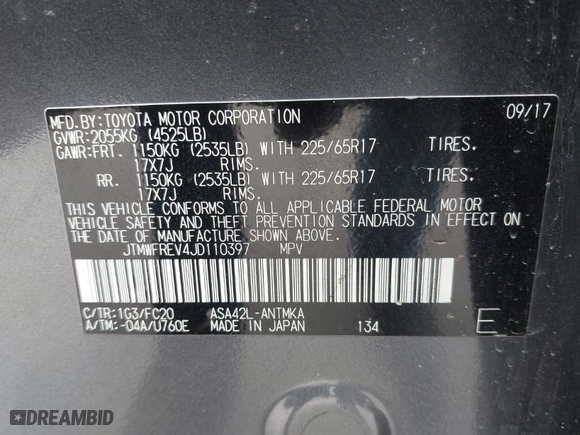 MFD.BY:TOYOTA MOTOR CORPORATION 09/17
GVWR:2055KG (4525LB)
GAWR:FRT. 1150KG (2535LB) WITH 225/65R17 TIRES.
17X7J RIMS.
RR. 1150KG (2535LB) WITH 225/65R17 TIRES.
17X7J RIMS.
THIS VEHICLE CONFORMS TO ALL APPLICABLE FEDERAL MOTOR
VEHICLE SAFETY AND THEFT PREVENTION STANDARDS IN EFFECT ON
THE DATE OF MANUFACTURE SHOWN ABOVE.
JTMWFREV4JD110397 MPV
C/TR:1G3/FC20 ASA42L-ANTMKA
A/TM:-04A/U760E MADE IN JAPAN 134 E
DREAMBID